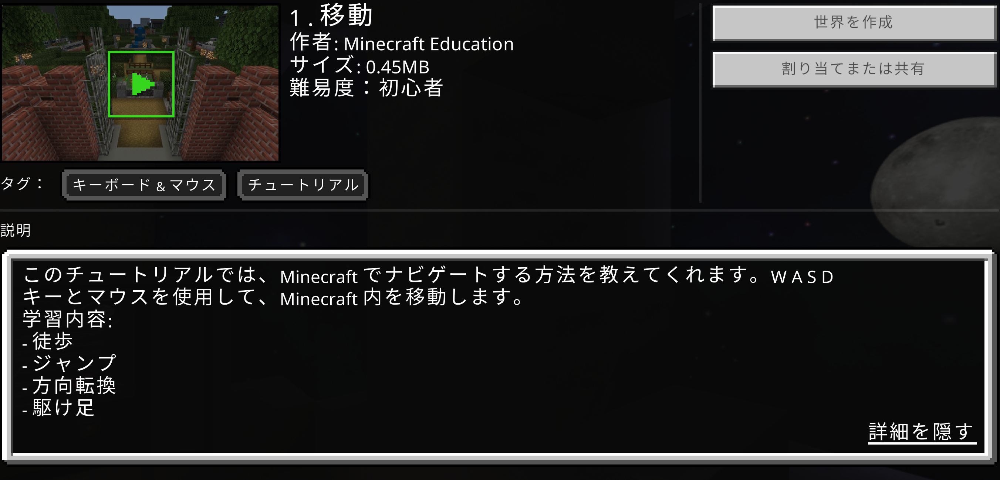 1. 移動
作者: Minecraft Education
サイズ: 0.45MB
難易度：初心者
世界を作成
割り当てまたは共有
タグ：
キーボード & マウス
チュートリアル
説明
このチュートリアルでは、Minecraft でナビゲートする方法を教えてくれます。W A S D
キーとマウスを使用して、Minecraft 内を移動します。
学習内容:
- 徒歩
- ジャンプ
- 方向転換
- 駆け足
詳細を隠す